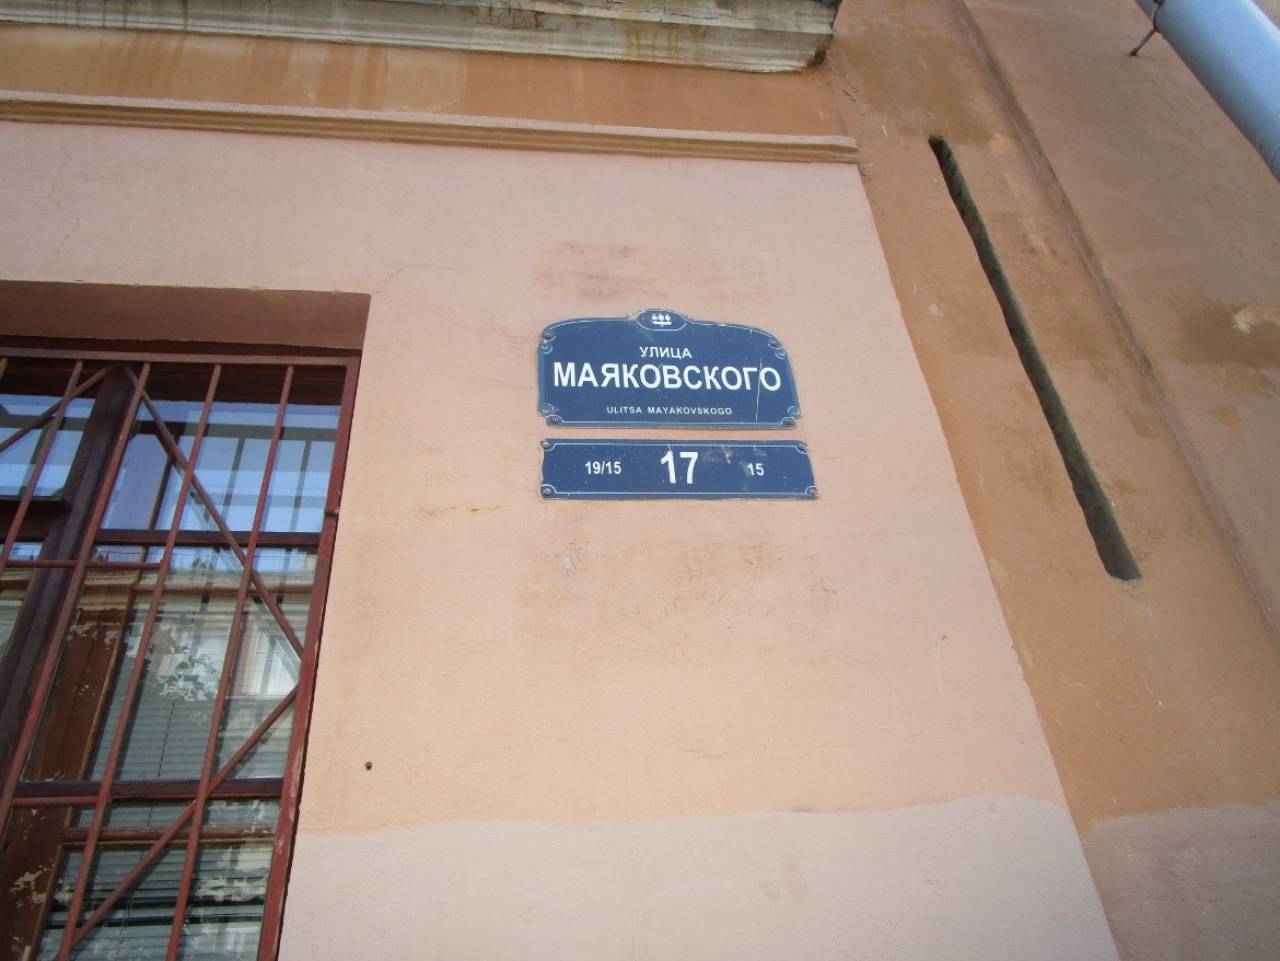 УЛИЦА
МАЯКОВСКОГО
ULITSA MAYAKOVSKOGO
19/15 17 15